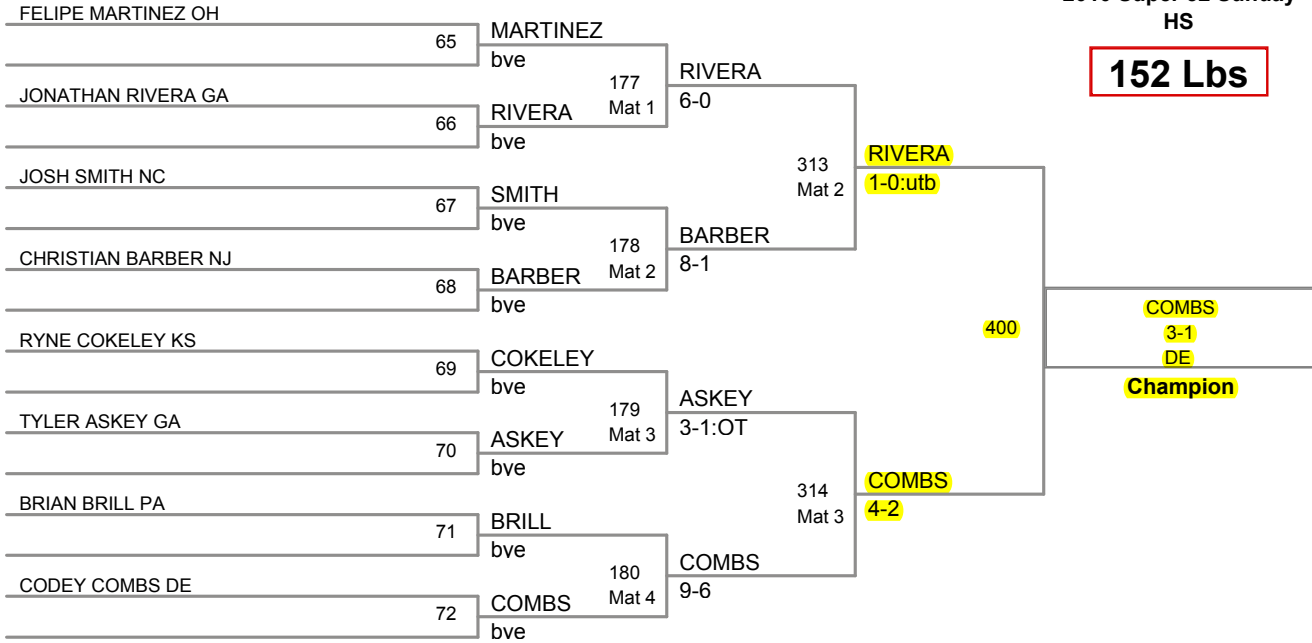 Super 32 Sunday
HS
152 Lbs
FELIPE MARTINEZ OH
65
MARTINEZ
bve
JONATHAN RIVERA GA
66
RIVERA
bve
177
Mat 1
RIVERA
6-0
JOSH SMITH NC
67
SMITH
bve
CHRISTIAN BARBER NJ
68
BARBER
bve
178
Mat 2
BARBER
8-1
313
Mat 2
RIVERA
1-0:utb
RYNE COKELEY KS
69
COKELEY
bve
TYLER ASKEY GA
70
ASKEY
bve
179
Mat 3
ASKEY
3-1:OT
BRIAN BRILL PA
71
BRILL
bve
CODEY COMBS DE
72
COMBS
bve
180
Mat 4
COMBS
9-6
314
Mat 3
COMBS
4-2
400
COMBS
3-1
DE
Champion